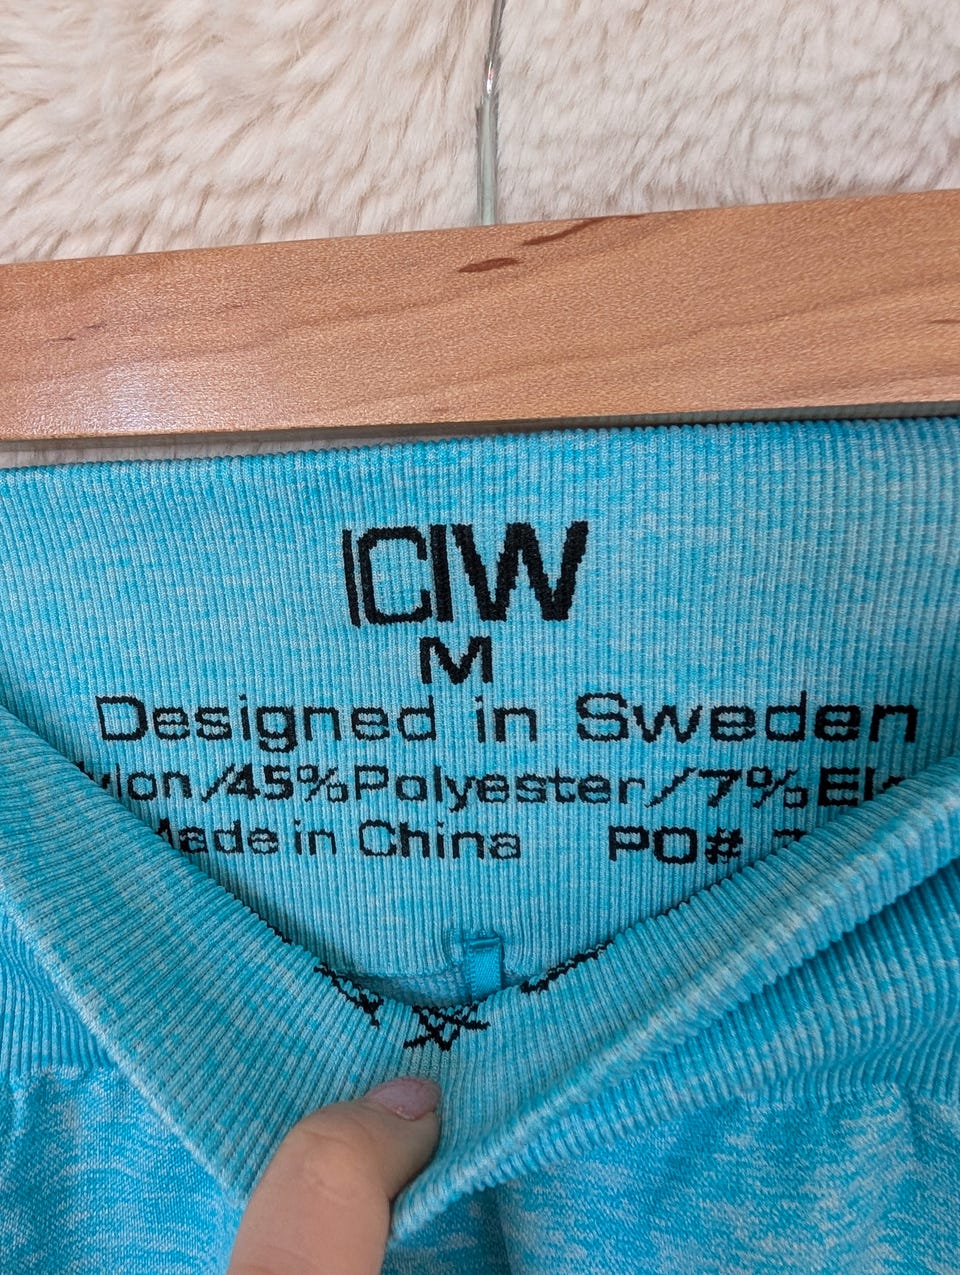 ICIW
M
Designed in Sweden
/45%Polyester/7%
Made in China PO#